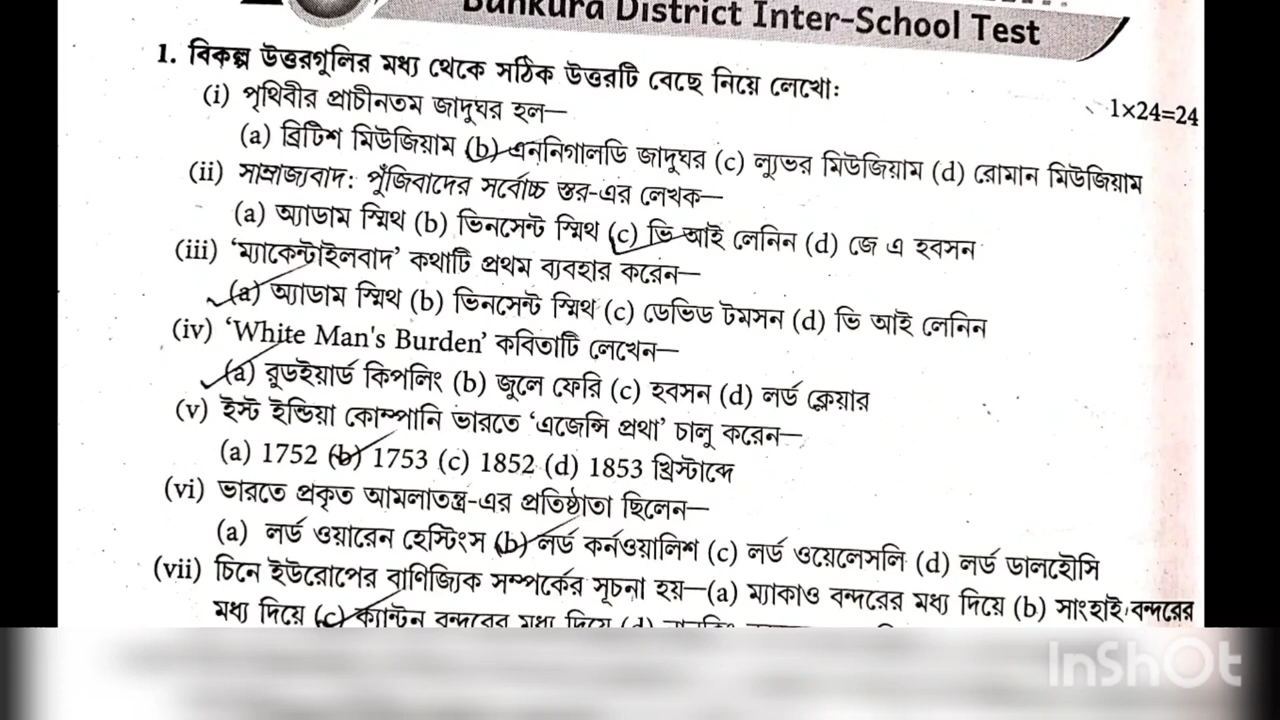 Bankura District Inter-School Test
1. বিকল্প উত্তরগুলির মধ্য থেকে সঠিক উত্তরটি বেছে নিয়ে লেখো:
1×24=24
(i) পৃথিবীর প্রাচীনতম জাদুঘর হল—
(a) ব্রিটিশ মিউজিয়াম (b) এননিগালডি জাদুঘর (c) ল্যুভর মিউজিয়াম (d) রোমান মিউজিয়াম
(ii) সাম্রাজ্যবাদ: পুঁজিবাদের সর্বোচ্চ স্তর-এর লেখক—
(a) অ্যাডাম স্মিথ (b) ভিনসেন্ট স্মিথ (c) ভি আই লেনিন (d) জে এ হবসন
(iii) ‘ম্যাকেন্টাইলবাদ’ কথাটি প্রথম ব্যবহার করেন—
(a) অ্যাডাম স্মিথ (b) ভিনসেন্ট স্মিথ (c) ডেভিড টমসন (d) ভি আই লেনিন
(iv) ‘White Man's Burden’ কবিতাটি লেখেন—
(a) রুডইয়ার্ড কিপলিং (b) জুলে ফেরি (c) হবসন (d) লর্ড ক্লেয়ার
(v) ইস্ট ইন্ডিয়া কোম্পানি ভারতে ‘এজেন্সি প্রথা’ চালু করেন—
(a) 1752 (b) 1753 (c) 1852 (d) 1853 খ্রিস্টাব্দে
(vi) ভারতে প্রকৃত আমলাতন্ত্র-এর প্রতিষ্ঠাতা ছিলেন—
(a) লর্ড ওয়ারেন হেস্টিংস (b) লর্ড কর্নওয়ালিশ (c) লর্ড ওয়েলেসলি (d) লর্ড ডালহৌসি
(vii) চিনে ইউরোপের বাণিজ্যিক সম্পর্কের সূচনা হয়—(a) ম্যাকাও বন্দরের মধ্য দিয়ে (b) সাংহাই বন্দরের
মধ্য দিয়ে (c) ক্যান্টন বন্দরের মধ্য দিয়ে (d)
InShOt